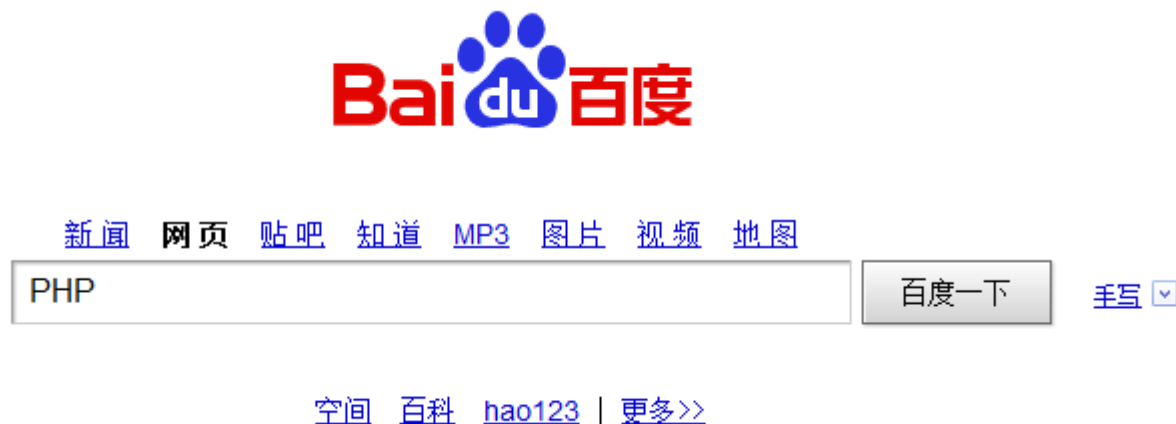 Bai du 百度
新闻 网页 贴吧 知道 MP3 图片 视频 地图
PHP 百度一下 手写
空间 百科 hao123 | 更多>>